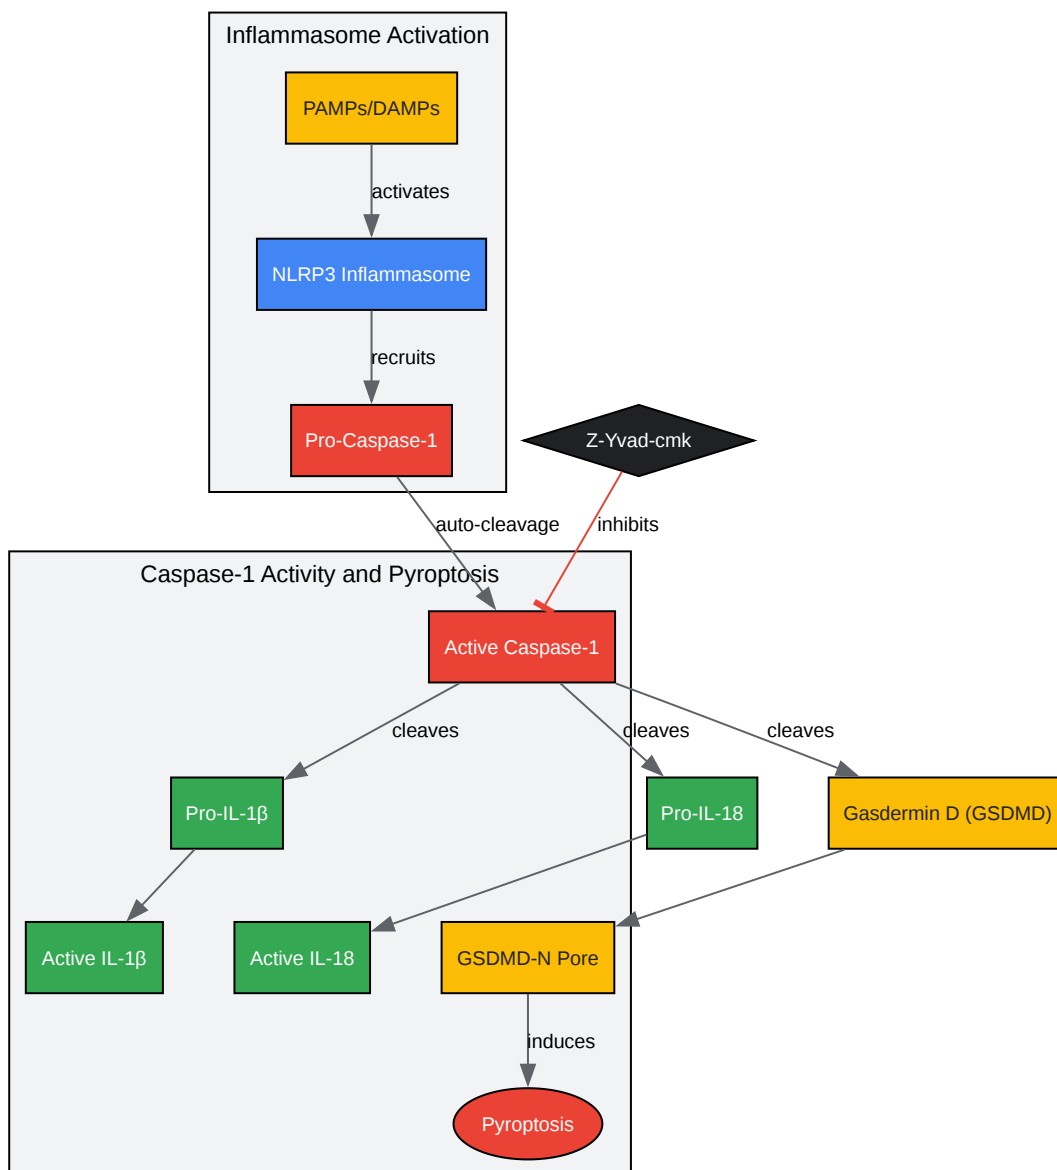 Inflammasome Activation
PAMPs/DAMPs
activates
NLRP3 Inflammasome
recruits
Pro-Caspase-1
Z-Yvad-cmk
auto-cleavage
inhibits
Caspase-1 Activity and Pyroptosis
Active Caspase-1
cleaves
cleaves
cleaves
Pro-IL-1β
Pro-IL-18
Gasdermin D (GSDMD)
Active IL-1β
Active IL-18
GSDMD-N Pore
induces
Pyroptosis